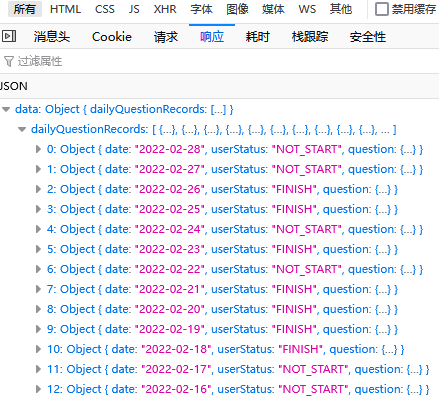 所有 HTML CSS JS XHR 字体 图像 媒体 WS 其他 禁用缓存
消息头 Cookie 请求 响应 耗时 栈跟踪 安全性
过滤属性
JSON
data: Object { dailyQuestionRecords: […] }
dailyQuestionRecords: [ {…}, {…}, {…}, {…}, {…}, {…}, {…}, {…}, {…}, {…}, … ]
0: Object { date: "2022-02-28", userStatus: "NOT_START", question: {…} }
1: Object { date: "2022-02-27", userStatus: "NOT_START", question: {…} }
2: Object { date: "2022-02-26", userStatus: "FINISH", question: {…} }
3: Object { date: "2022-02-25", userStatus: "FINISH", question: {…} }
4: Object { date: "2022-02-24", userStatus: "NOT_START", question: {…} }
5: Object { date: "2022-02-23", userStatus: "FINISH", question: {…} }
6: Object { date: "2022-02-22", userStatus: "NOT_START", question: {…} }
7: Object { date: "2022-02-21", userStatus: "FINISH", question: {…} }
8: Object { date: "2022-02-20", userStatus: "FINISH", question: {…} }
9: Object { date: "2022-02-19", userStatus: "FINISH", question: {…} }
10: Object { date: "2022-02-18", userStatus: "FINISH", question: {…} }
11: Object { date: "2022-02-17", userStatus: "NOT_START", question: {…} }
12: Object { date: "2022-02-16", userStatus: "NOT_START", question: {…} }